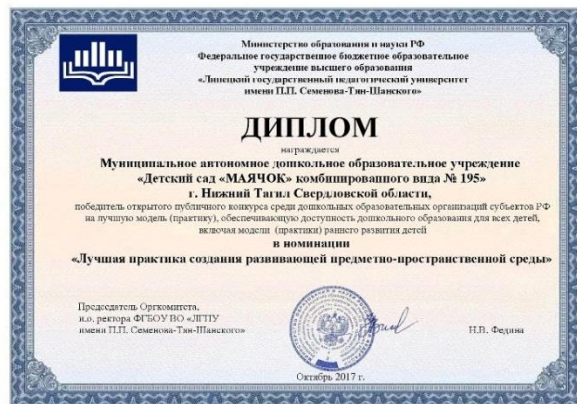 Министерство образования и науки РФ
Федеральное государственное бюджетное образовательное
учреждение высшего образования
«Липецкий государственный педагогический университет
имени П.П. Семенова-Тян-Шанского»
ДИПЛОМ
награждается
Муниципальное автономное дошкольное образовательное учреждение
«Детский сад «МАЯЧОК» комбинированного вида № 195»
г. Нижний Тагил Свердловской области,
победитель открытого публичного конкурса среди дошкольных образовательных организаций субъектов РФ
на лучшую модель (практику), обеспечивающую доступность дошкольного образования для всех детей,
включая модели (практики) раннего развития детей
в номинации
«Лучшая практика создания развивающей предметно-пространственной среды»
Председатель Оргкомитета,
и.о. ректора ФГБОУ ВО «ЛГПУ
имени П.П. Семенова-Тян-Шанского»
Н.В. Федина
Октябрь 2017 г.